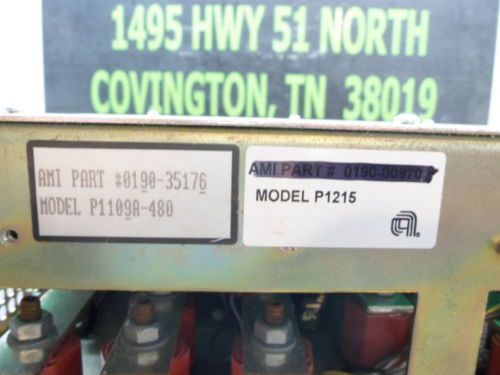 1495 HWY 51 NORTH
COVINGTON, TN 38019
AMI PART #0190-35176
MODEL P1109A-480
AMI PART # 0190-00970
MODEL P1215